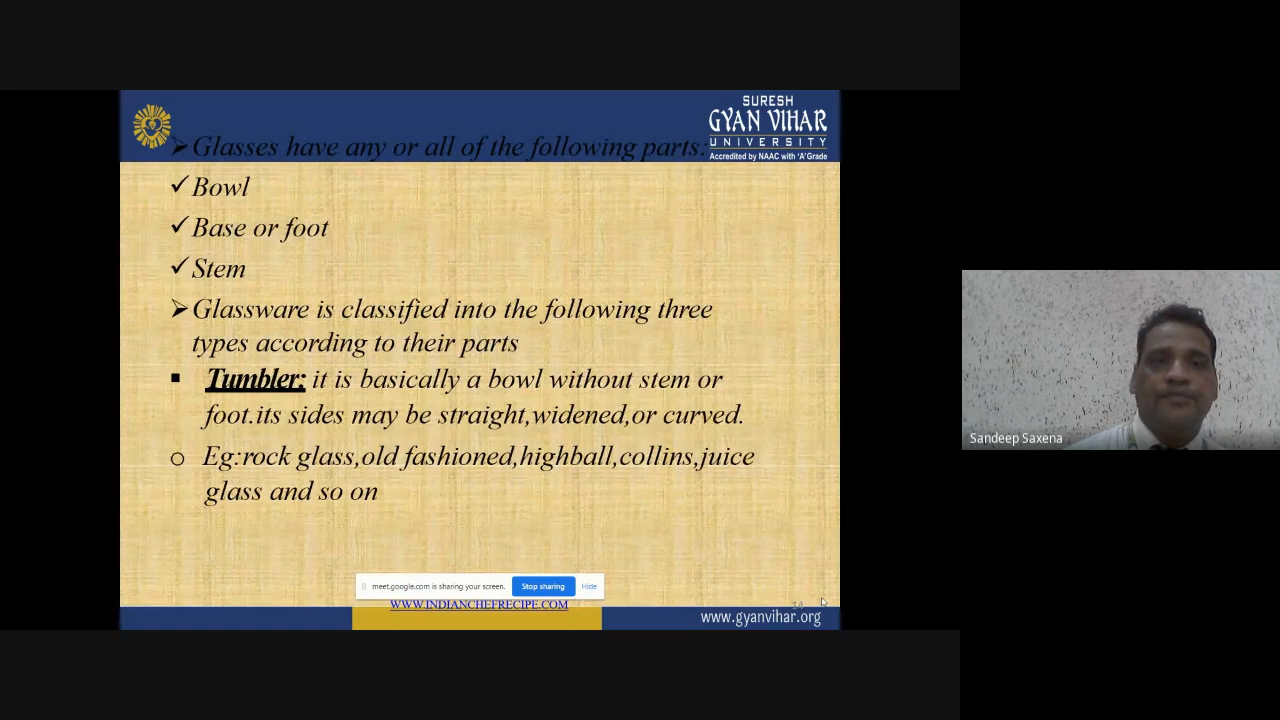 SURESH
GYAN VIHAR
UNIVERSITY
Accredited by NAAC with 'A'Grade
Glasses have any or all of the following parts:
Bowl
Base or foot
Stem
Glassware is classified into the following three
types according to their parts
Tumbler: it is basically a bowl without stem or
foot.its sides may be straight,widened,or curved.
Eg:rock glass,old fashioned,highball,collins,juice
glass and so on
meet.google.com is sharing your screen. Stop sharing Hide
WWW.INDIANCHEFRECIPE.COM
14
www.gyanvihar.org
Sandeep Saxena